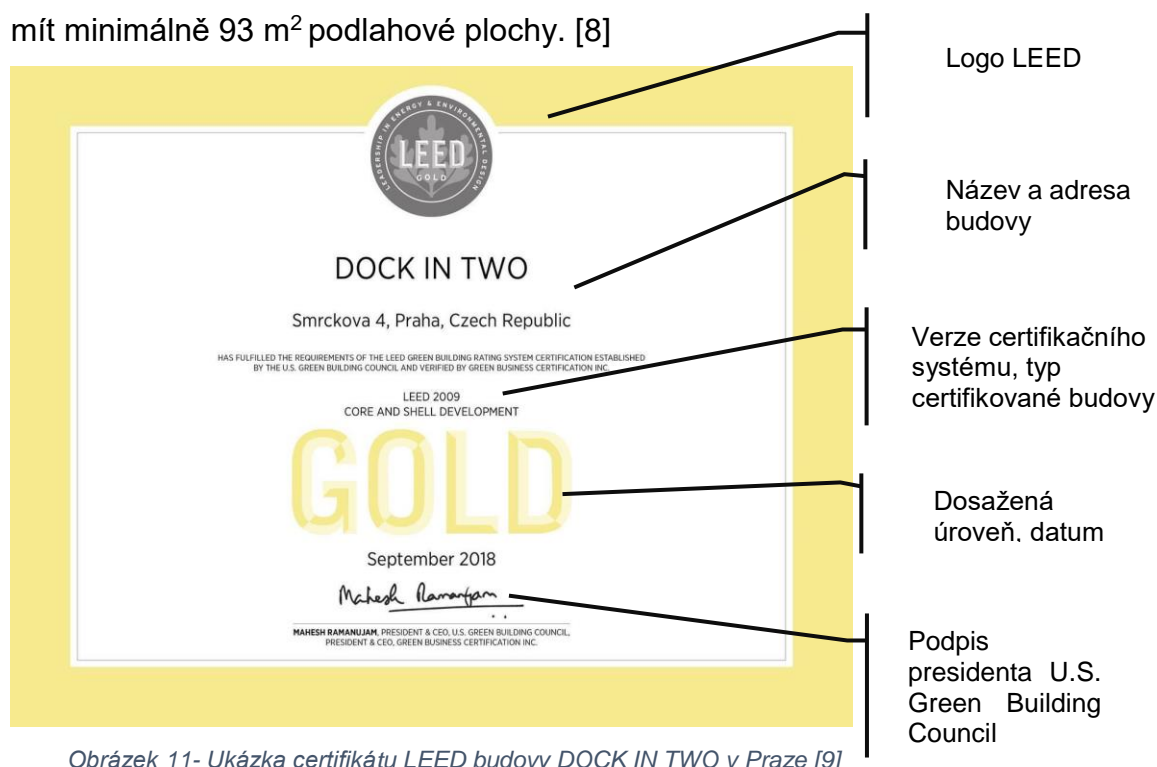 mít minimálně 93 m² podlahové plochy. [8]
Logo LEED
LEADERSHIP IN ENERGY & ENVIRONMENTAL DESIGN
LEED
GOLD
Název a adresa
budovy
DOCK IN TWO
Smrckova 4, Praha, Czech Republic
HAS FULFILLED THE REQUIREMENTS OF THE LEED GREEN BUILDING RATING SYSTEM CERTIFICATION ESTABLISHED
BY THE U.S. GREEN BUILDING COUNCIL AND VERIFIED BY GREEN BUSINESS CERTIFICATION INC.
Verze certifikačního
systému, typ
certifikované budovy
LEED 2009
CORE AND SHELL DEVELOPMENT
GOLD
Dosažená
úroveň, datum
September 2018
Mahesh Ramanujam
MAHESH RAMANUJAM, PRESIDENT & CEO, U.S. GREEN BUILDING COUNCIL,
PRESIDENT & CEO, GREEN BUSINESS CERTIFICATION INC.
Podpis
presidenta U.S.
Green Building
Council
Obrázek 11- Ukázka certifikátu LEED budovy DOCK IN TWO v Praze [9]